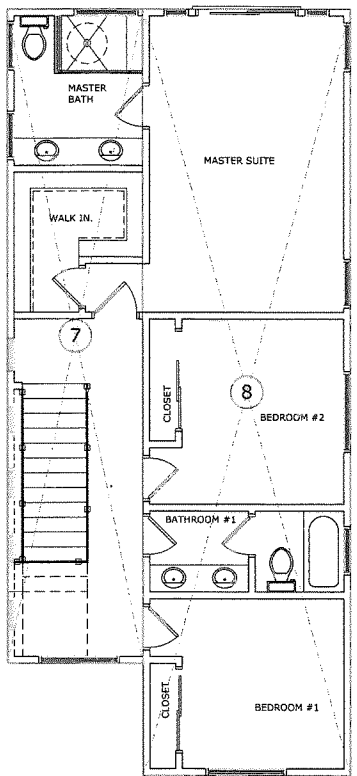 MASTER
BATH
MASTER SUITE
WALK IN.
7
8
CLOSET
BEDROOM #2
BATHROOM #1
CLOSET
BEDROOM #1